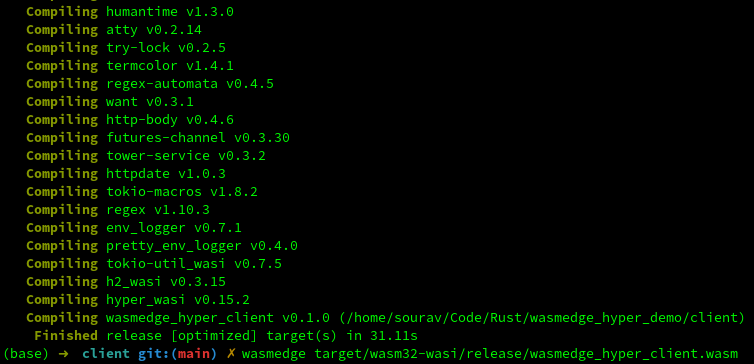 Compiling humantime v1.3.0
Compiling atty v0.2.14
Compiling try-lock v0.2.5
Compiling termcolor v1.4.1
Compiling regex-automata v0.4.5
Compiling want v0.3.1
Compiling http-body v0.4.6
Compiling futures-channel v0.3.30
Compiling tower-service v0.3.2
Compiling httpdate v1.0.3
Compiling tokio-macros v1.8.2
Compiling regex v1.10.3
Compiling env_logger v0.7.1
Compiling pretty_env_logger v0.4.0
Compiling tokio-util_wasi v0.7.5
Compiling h2_wasi v0.3.15
Compiling hyper_wasi v0.15.2
Compiling wasmedge_hyper_client v0.1.0 (/home/sourav/Code/Rust/wasmedge_hyper_demo/client)
Finished release [optimized] target(s) in 31.11s
(base) → client git:(main) ✗ wasmedge target/wasm32-wasi/release/wasmedge_hyper_client.wasm